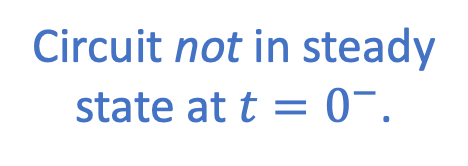 Circuit not in steady
state at t = 0⁻.